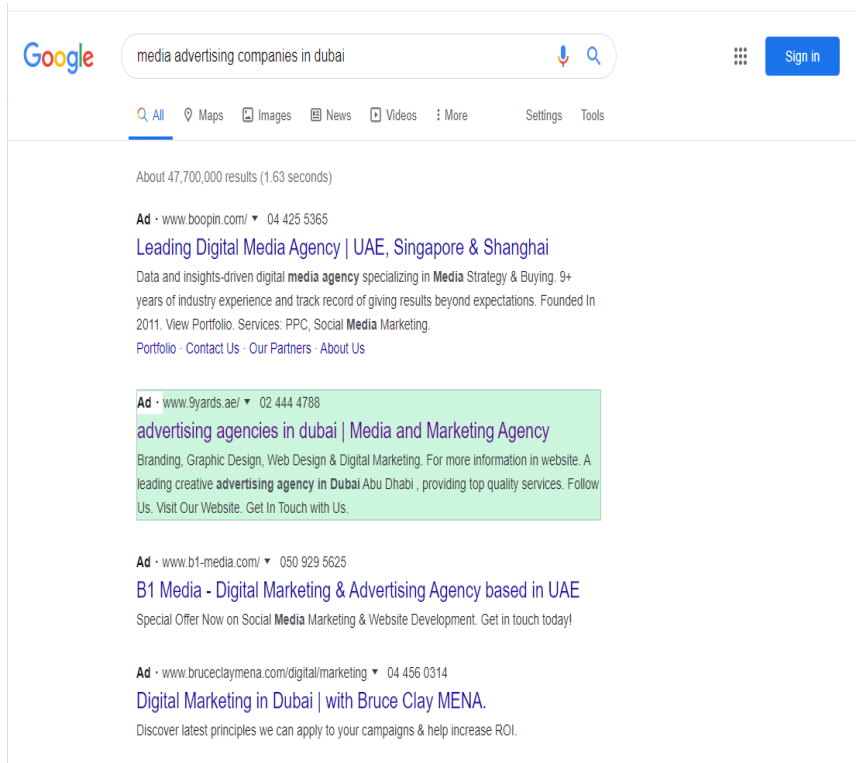 Google
media advertising companies in dubai
Sign in
All Maps Images News Videos More Settings Tools
About 47,700,000 results (1.63 seconds)
Ad · www.boopin.com/ ▼ 04 425 5365
Leading Digital Media Agency | UAE, Singapore & Shanghai
Data and insights-driven digital media agency specializing in Media Strategy & Buying. 9+
years of industry experience and track record of giving results beyond expectations. Founded In
2011. View Portfolio. Services: PPC, Social Media Marketing.
Portfolio · Contact Us · Our Partners · About Us
Ad · www.9yards.ae/ ▼ 02 444 4788
advertising agencies in dubai | Media and Marketing Agency
Branding, Graphic Design, Web Design & Digital Marketing. For more information in website. A
leading creative advertising agency in Dubai Abu Dhabi , providing top quality services. Follow
Us. Visit Our Website. Get In Touch with Us.
Ad · www.b1-media.com/ ▼ 050 929 5625
B1 Media - Digital Marketing & Advertising Agency based in UAE
Special Offer Now on Social Media Marketing & Website Development. Get in touch today!
Ad · www.bruceclaymena.com/digital/marketing ▼ 04 456 0314
Digital Marketing in Dubai | with Bruce Clay MENA.
Discover latest principles we can apply to your campaigns & help increase ROI.